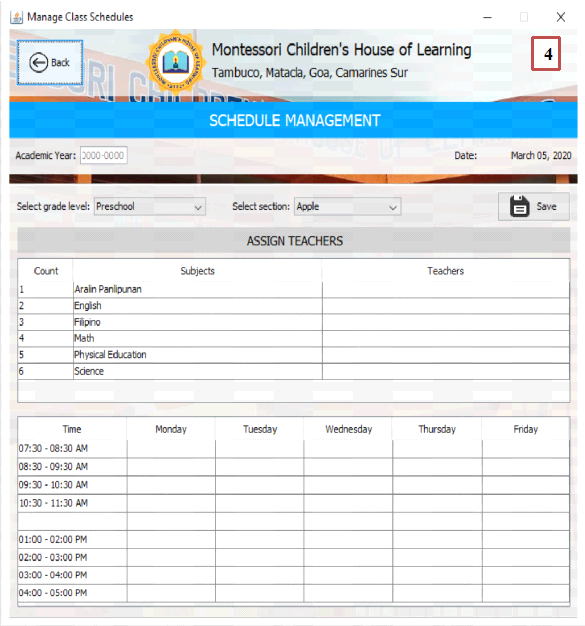 Manage Class Schedules
Back
Montessori Children's House of Learning
Tambuco, Matacla, Goa, Camarines Sur
4
SCHEDULE MANAGEMENT
Academic Year: 0000-0000 Date: March 05, 2020
Select grade level: Preschool Select section: Apple Save
ASSIGN TEACHERS
Count Subjects Teachers
1 Aralin Panlipunan
2 English
3 Filipino
4 Math
5 Physical Education
6 Science
Time Monday Tuesday Wednesday Thursday Friday
07:30 - 08:30 AM
08:30 - 09:30 AM
09:30 - 10:30 AM
10:30 - 11:30 AM
01:00 - 02:00 PM
02:00 - 03:00 PM
03:00 - 04:00 PM
04:00 - 05:00 PM